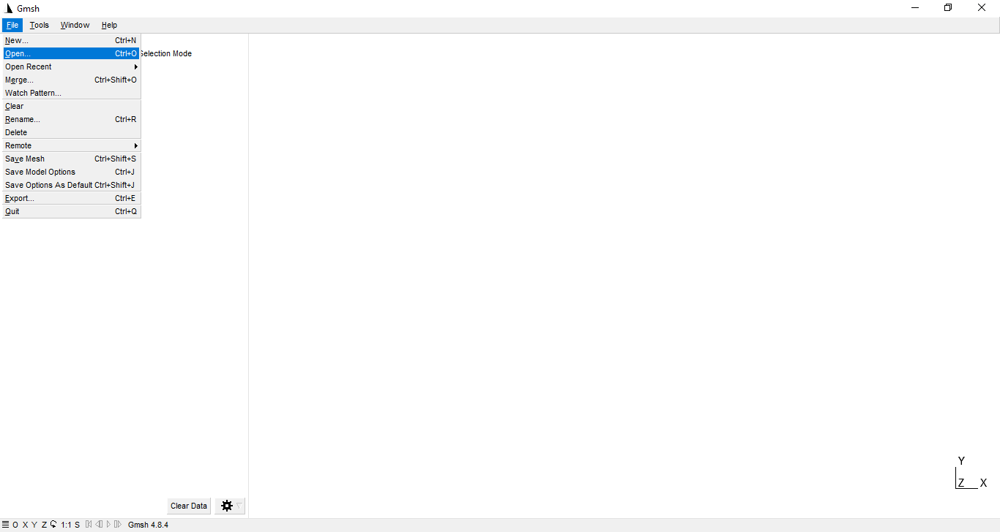 Gmsh
File Tools Window Help
New... Ctrl+N
Open... Ctrl+O Selection Mode
Open Recent
Merge... Ctrl+Shift+O
Watch Pattern...
Clear
Rename... Ctrl+R
Delete
Remote
Save Mesh Ctrl+Shift+S
Save Model Options Ctrl+J
Save Options As Default Ctrl+Shift+J
Export... Ctrl+E
Quit Ctrl+Q
Y
Z X
Clear Data
O X Y Z 1:1 S Gmsh 4.8.4